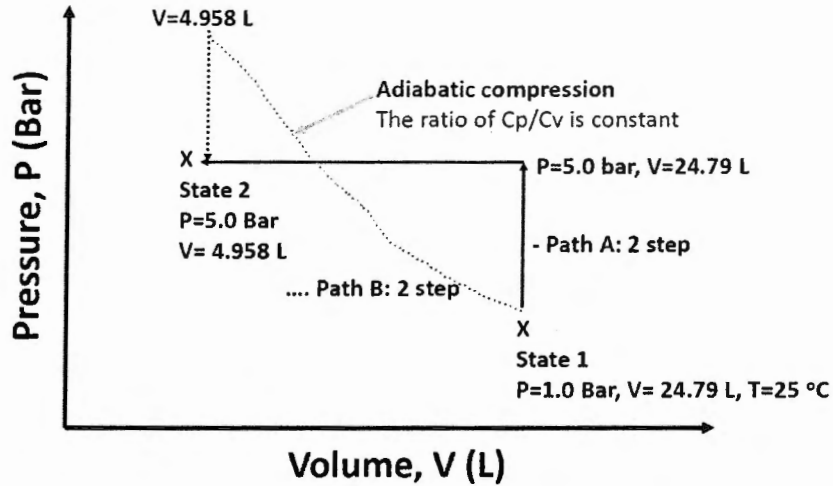 V=4.958 L
Adiabatic compression
The ratio of Cp/Cv is constant
X
P=5.0 bar, V=24.79 L
State 2
P=5.0 Bar
V= 4.958 L
- Path A: 2 step
.... Path B: 2 step
X
State 1
P=1.0 Bar, V= 24.79 L, T=25 °C
Pressure, P (Bar)
Volume, V (L)